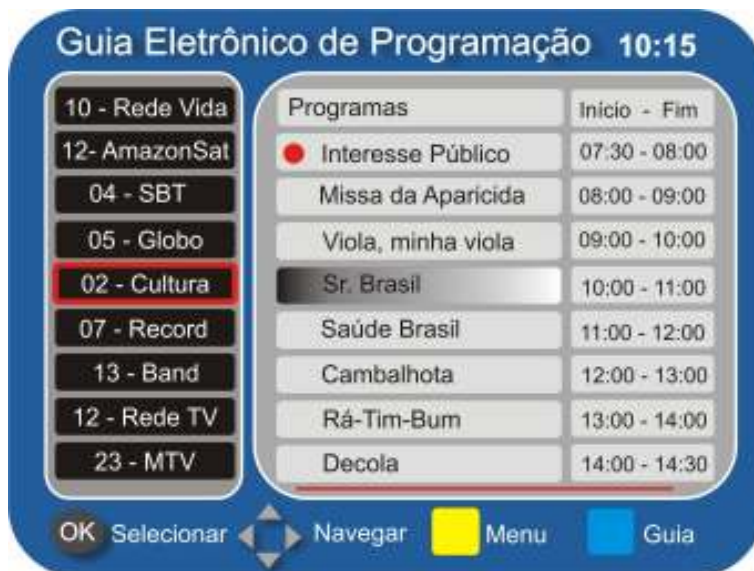 Guia Eletrônico de Programação 10:15
10 - Rede Vida
12- AmazonSat
04 - SBT
05 - Globo
02 - Cultura
07 - Record
13 - Band
12 - Rede TV
23 - MTV
Programas Início - Fim
Interesse Público 07:30 - 08:00
Missa da Aparicida 08:00 - 09:00
Viola, minha viola 09:00 - 10:00
Sr. Brasil 10:00 - 11:00
Saúde Brasil 11:00 - 12:00
Cambalhota 12:00 - 13:00
Rá-Tim-Bum 13:00 - 14:00
Decola 14:00 - 14:30
OK Selecionar Navegar Menu Guia